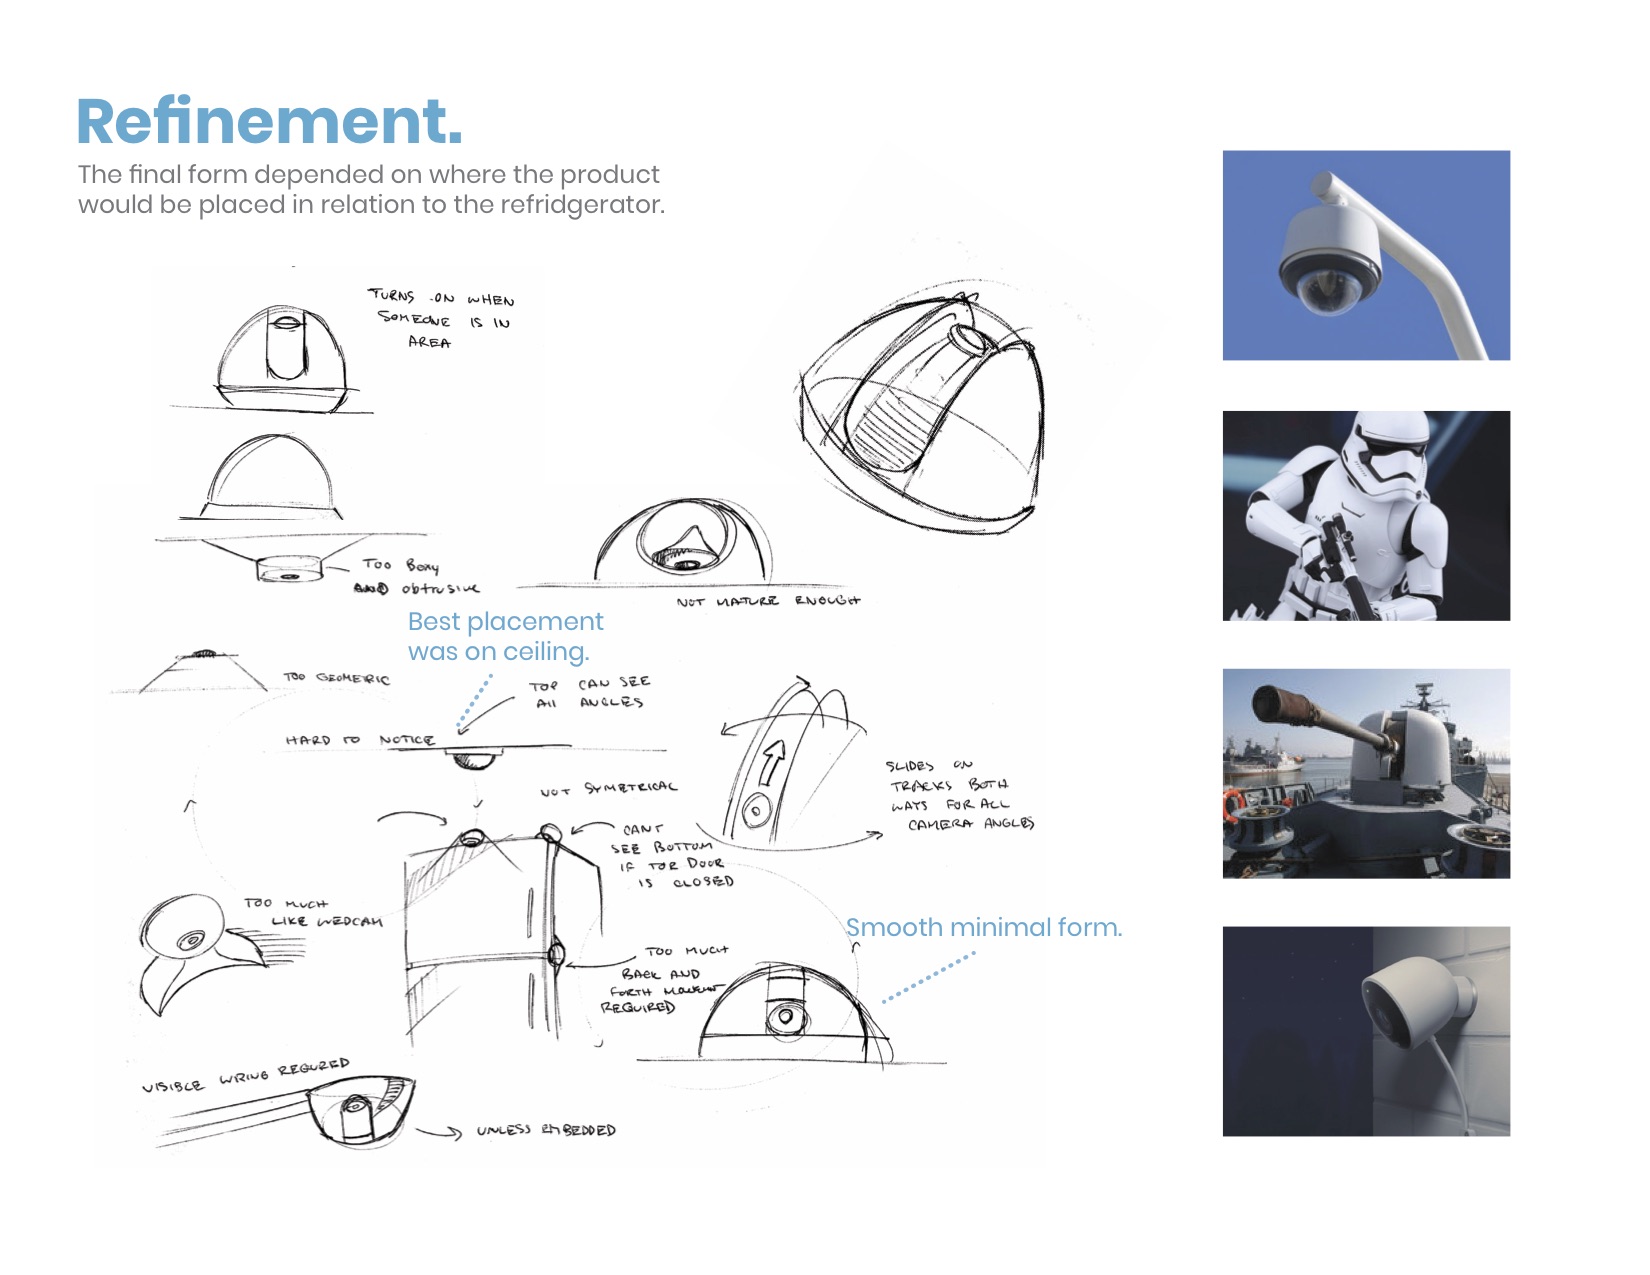 Refinement.
The final form depended on where the product
would be placed in relation to the refridgerator.
TURNS ON WHEN
SOMEONE IS IN
AREA
TOO BOXY
AND obtrusive
NOT MATURE ENOUGH
Best placement
was on ceiling.
TOO GEOMETRIC
TOP CAN SEE
All ANGLES
HARD TO NOTICE
NOT SYMETRICAL
SLIDES ON
TRACKS BOTH
WAYS FOR ALL
CAMERA ANGLES
CANT
SEE BOTTOM
IF TOP DOOR
IS CLOSED
TOO MUCH
LIKE WEBCAM
Smooth minimal form.
TOO MUCH
BACK AND
FORTH MOVEMENT
REQUIRED
VISIBLE WIRING REQURED
UNLESS EMBEDDED